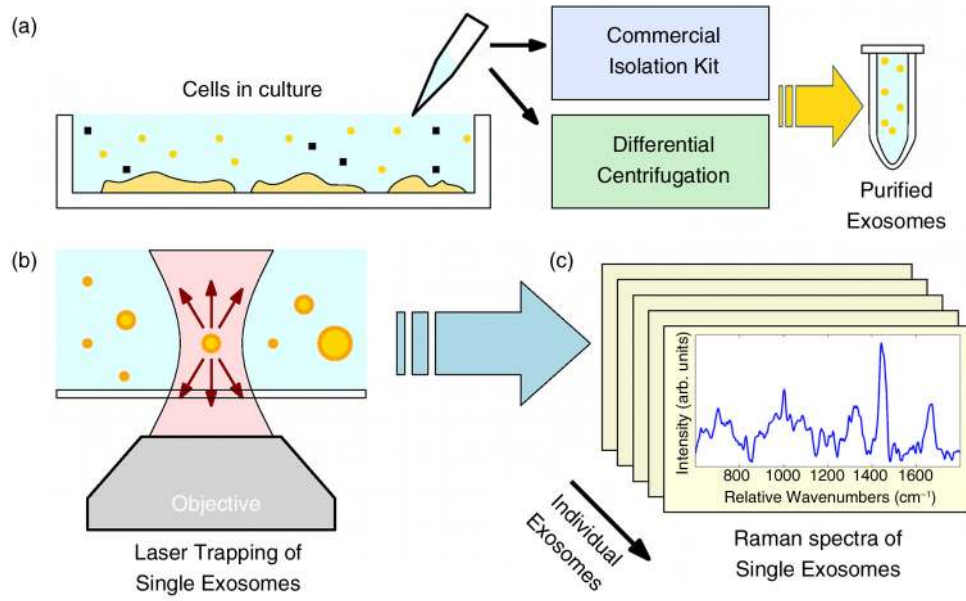 (a)
Cells in culture
Commercial
Isolation Kit
Differential
Centrifugation
Purified
Exosomes
(b)
Objective
Laser Trapping of
Single Exosomes
(c)
Intensity (arb. units)
800 1000 1200 1400 1600
Relative Wavenumbers (cm⁻¹)
Individual
Exosomes
Raman spectra of
Single Exosomes